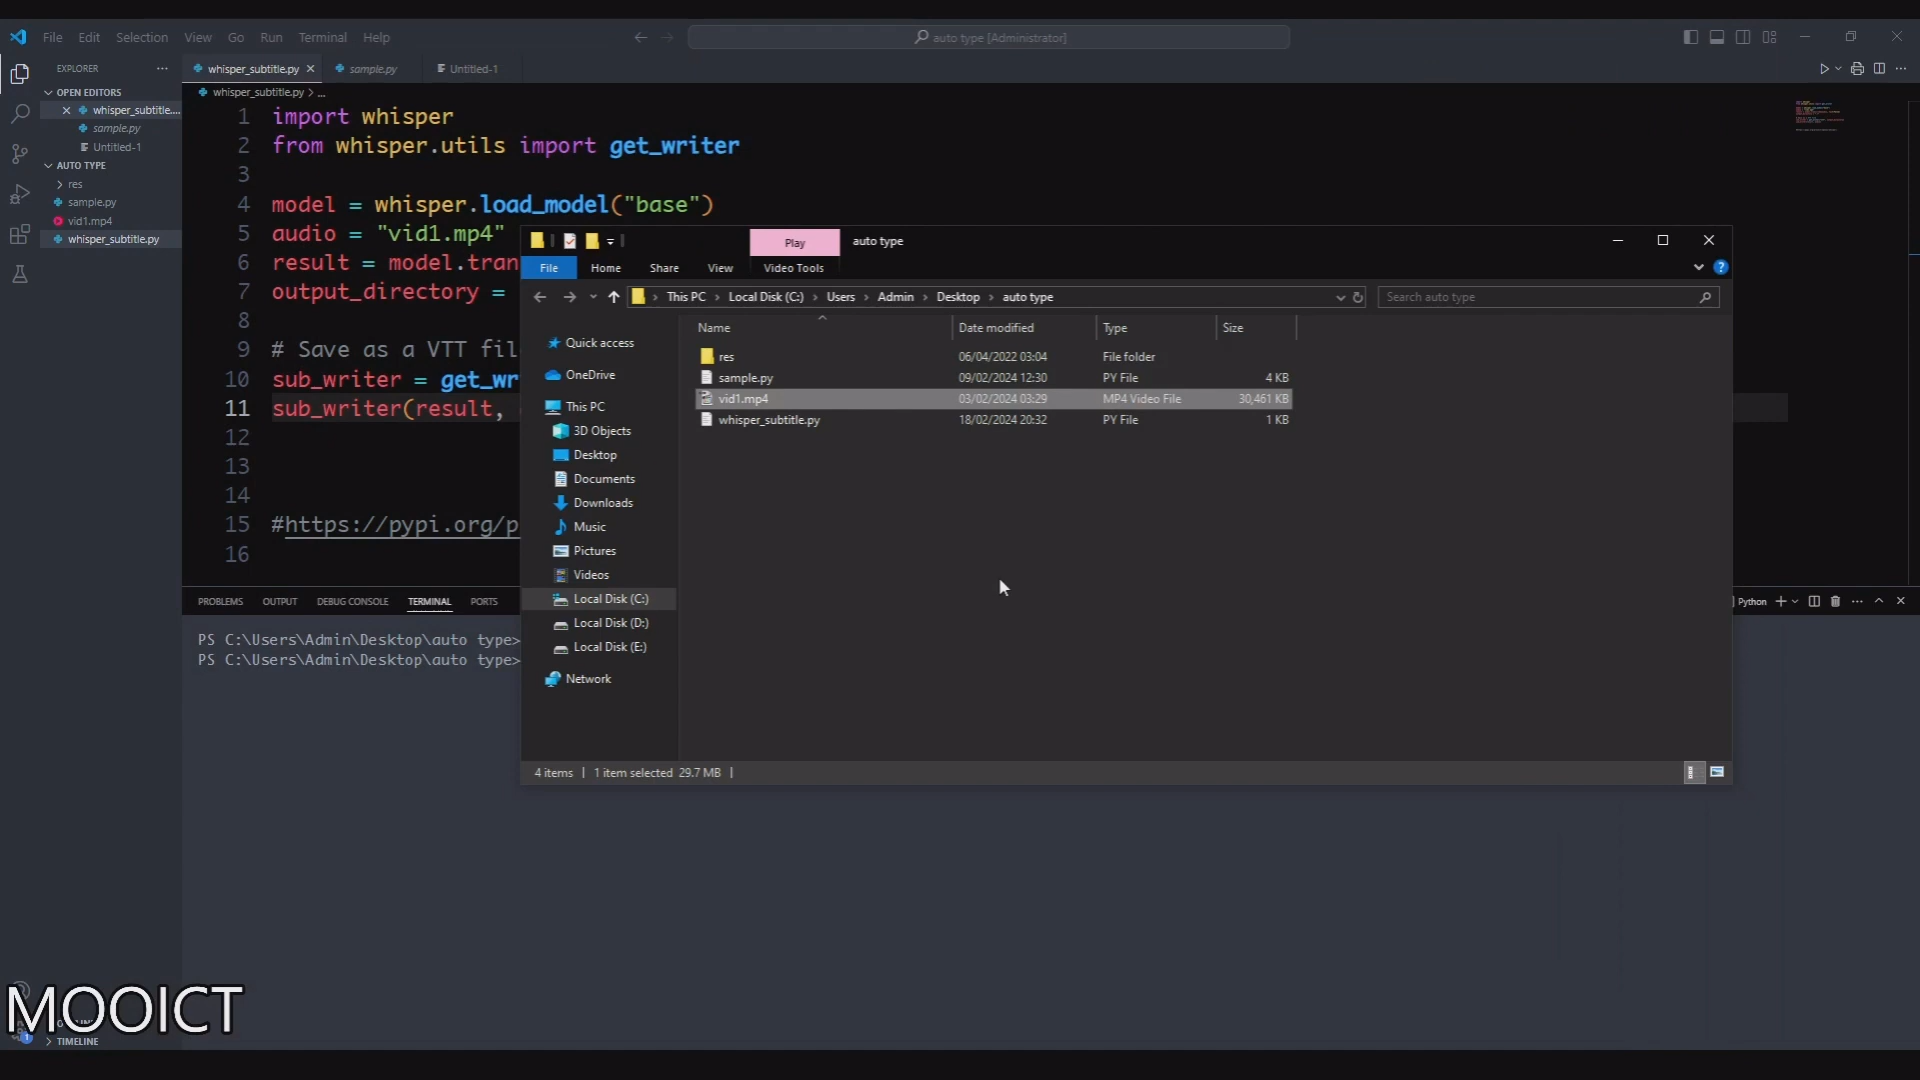 File Edit Selection View Go Run Terminal Help
auto type [Administrator]
EXPLORER
OPEN EDITORS
whisper_subtitle....
sample.py
Untitled-1
AUTO TYPE
res
sample.py
vid1.mp4
whisper_subtitle.py
whisper_subtitle.py sample.py Untitled-1
whisper_subtitle.py > ...
1 import whisper
2 from whisper.utils import get_writer
3
4 model = whisper.load_model("base")
5 audio = "vid1.mp4"
6 result = model.tran
7 output_directory =
8
9 # Save as a VTT fil
10 sub_writer = get_wr
11 sub_writer(result,
12
13
14
15 #https://pypi.org/p
16
Play auto type
File Home Share View Video Tools
This PC > Local Disk (C:) > Users > Admin > Desktop > auto type
Search auto type
Quick access
OneDrive
This PC
3D Objects
Desktop
Documents
Downloads
Music
Pictures
Videos
Local Disk (C:)
Local Disk (D:)
Local Disk (E:)
Network
Name Date modified Type Size
res 06/04/2022 03:04 File folder
sample.py 09/02/2024 12:30 PY File 4 KB
vid1.mp4 03/02/2024 03:29 MP4 Video File 30,461 KB
whisper_subtitle.py 18/02/2024 20:32 PY File 1 KB
4 items 1 item selected 29.7 MB
PROBLEMS OUTPUT DEBUG CONSOLE TERMINAL PORTS
Python
PS C:\Users\Admin\Desktop\auto type>
PS C:\Users\Admin\Desktop\auto type>
MOOICT
1
TIMELINE